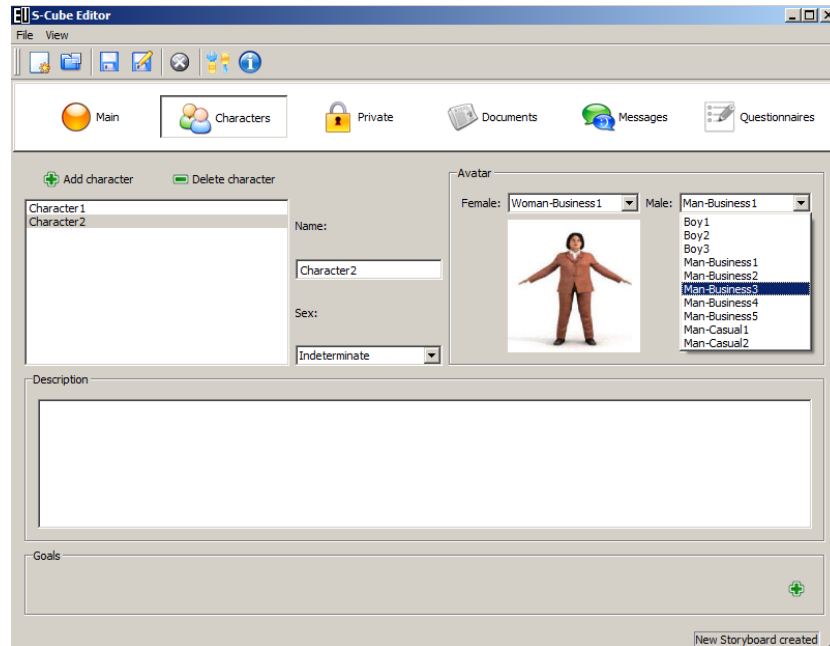 S-Cube Editor
File View
Main Characters Private Documents Messages Questionnaires
Add character Delete character
Character1
Character2
Name:
Character2
Sex:
Indeterminate
Avatar
Female: Woman-Business1 Male: Man-Business1
Boy1
Boy2
Boy3
Man-Business1
Man-Business2
Man-Business3
Man-Business4
Man-Business5
Man-Casual1
Man-Casual2
Description
Goals
New Storyboard created